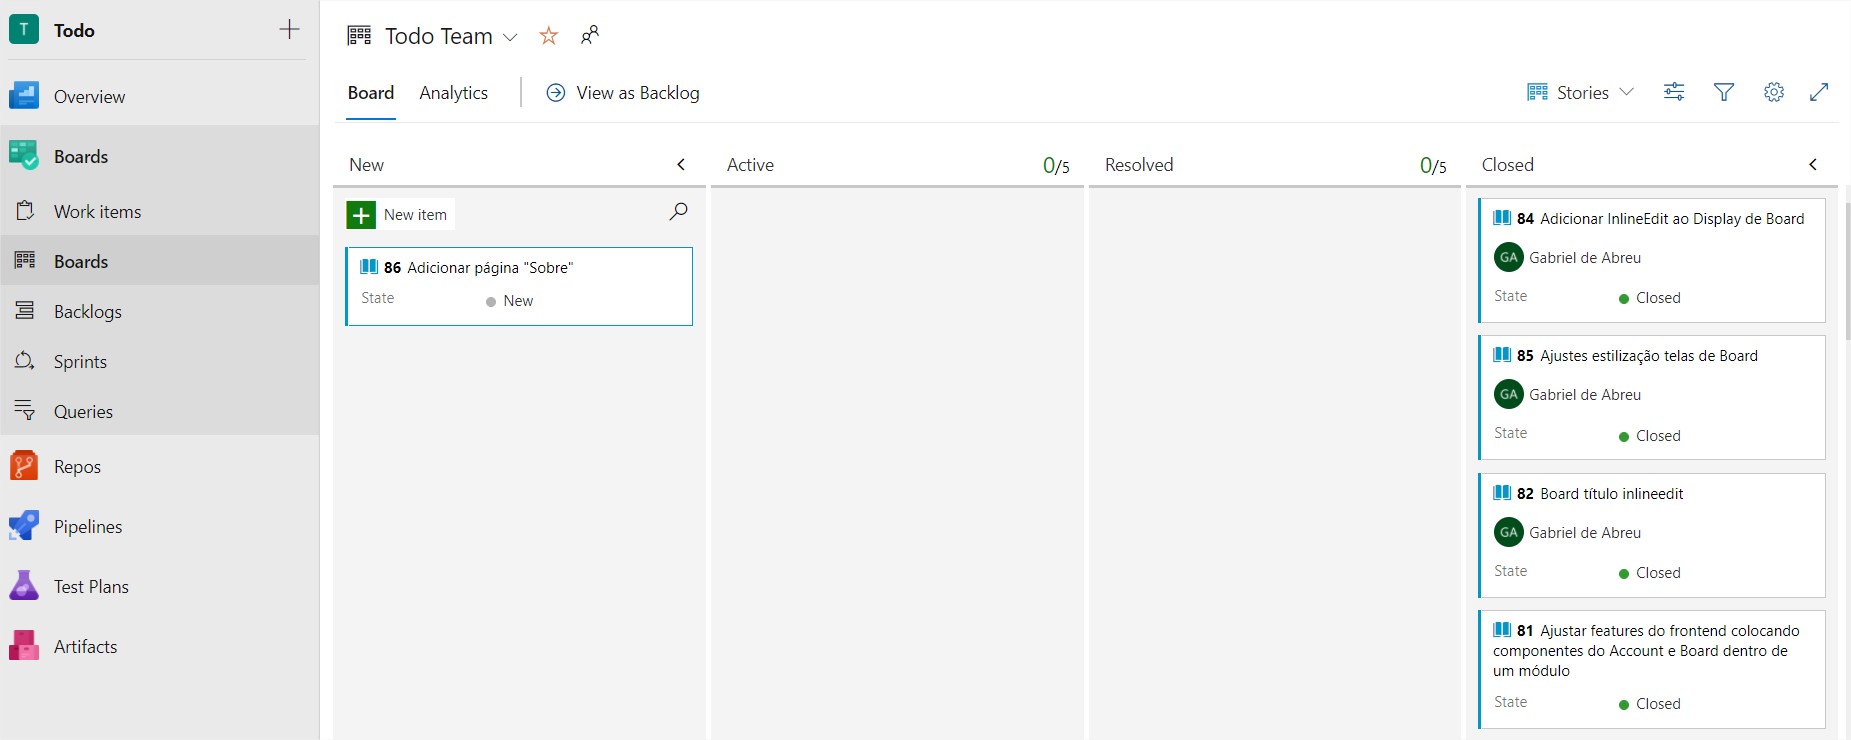 T Todo
Overview
Boards
Work items
Boards
Backlogs
Sprints
Queries
Repos
Pipelines
Test Plans
Artifacts
Todo Team
Board Analytics View as Backlog Stories
New
New item
86 Adicionar página "Sobre"
State New
Active 0/5
Resolved 0/5
Closed
84 Adicionar InlineEdit ao Display de Board
GA Gabriel de Abreu
State Closed
85 Ajustes estilização telas de Board
GA Gabriel de Abreu
State Closed
82 Board título inlineedit
GA Gabriel de Abreu
State Closed
81 Ajustar features do frontend colocando
componentes do Account e Board dentro de
um módulo
State Closed